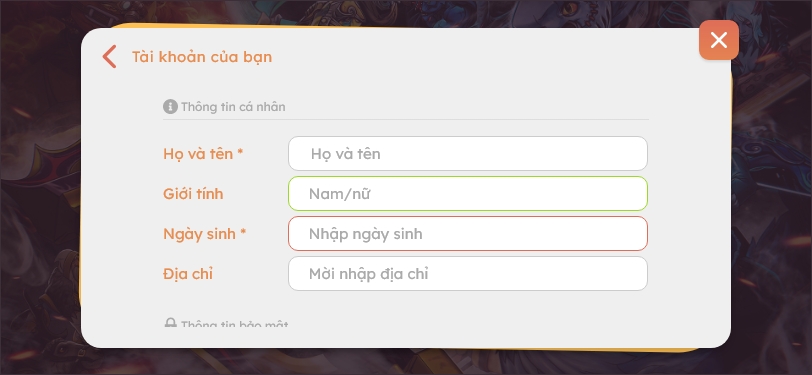 Tài khoản của bạn
Thông tin cá nhân
Họ và tên * Họ và tên
Giới tính Nam/nữ
Ngày sinh * Nhập ngày sinh
Địa chỉ Mời nhập địa chỉ
Thông tin bảo mật